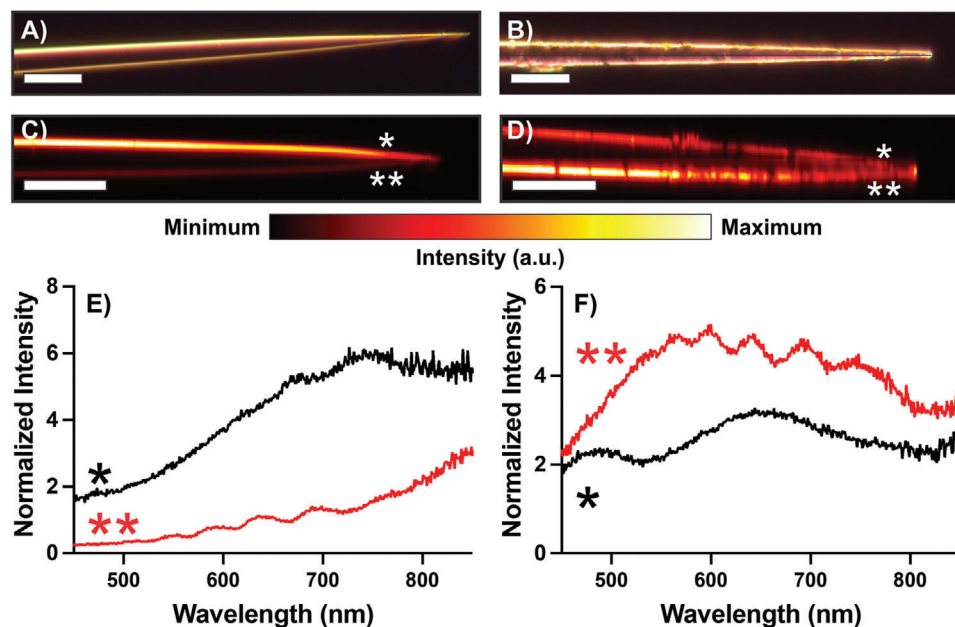 A)
B)
C)
*
**
D)
*
**
Minimum
Maximum
Intensity (a.u.)
E)
Normalized Intensity
8
6
4
2
0
*
**
500
600
700
800
Wavelength (nm)
F)
Normalized Intensity
6
4
2
0
**
*
500
600
700
800
Wavelength (nm)